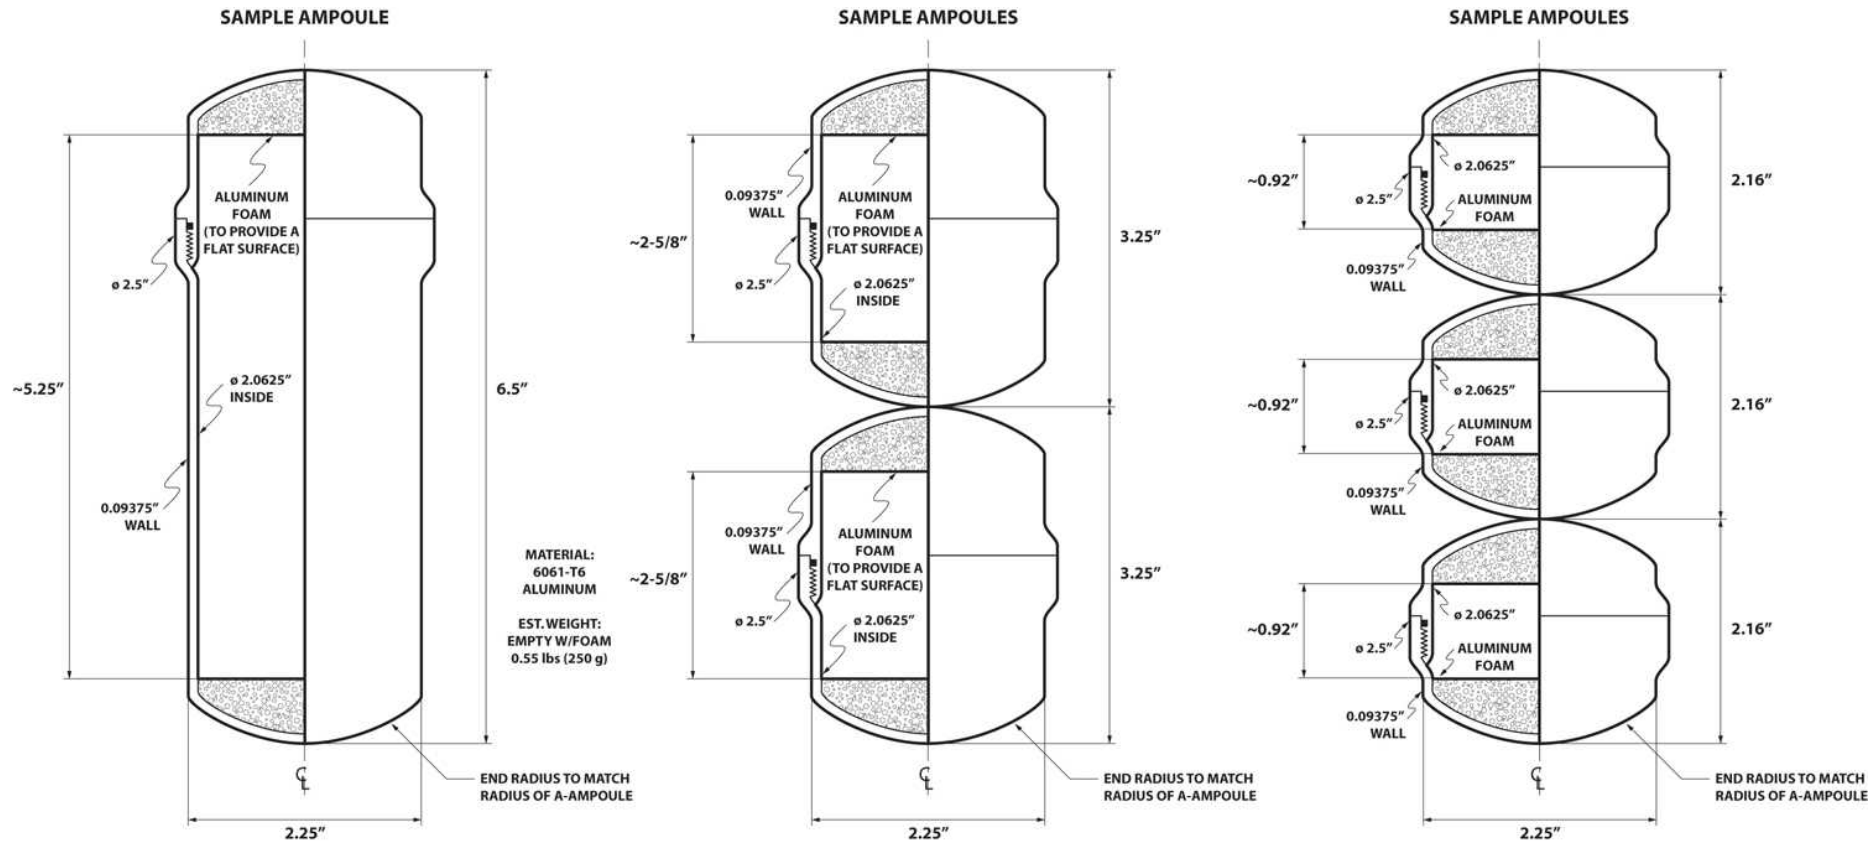 SAMPLE AMPOULE
ALUMINUM
FOAM
(TO PROVIDE A
FLAT SURFACE)
ø 2.5”
~5.25”
ø 2.0625”
INSIDE
6.5”
0.09375”
WALL
MATERIAL:
6061-T6
ALUMINUM
EST. WEIGHT:
EMPTY W/FOAM
0.55 lbs (250 g)
END RADIUS TO MATCH
RADIUS OF A-AMPOULE
℄
2.25”
SAMPLE AMPOULES
0.09375”
WALL
ALUMINUM
FOAM
(TO PROVIDE A
FLAT SURFACE)
~2-5/8”
3.25”
ø 2.5”
ø 2.0625”
INSIDE
0.09375”
WALL
ALUMINUM
FOAM
(TO PROVIDE A
FLAT SURFACE)
~2-5/8”
3.25”
ø 2.5”
ø 2.0625”
INSIDE
END RADIUS TO MATCH
RADIUS OF A-AMPOULE
℄
2.25”
SAMPLE AMPOULES
ø 2.0625”
~0.92”
2.16”
ø 2.5”
ALUMINUM
FOAM
0.09375”
WALL
ø 2.0625”
~0.92”
2.16”
ø 2.5”
ALUMINUM
FOAM
0.09375”
WALL
ø 2.0625”
~0.92”
2.16”
ø 2.5”
ALUMINUM
FOAM
0.09375”
WALL
END RADIUS TO MATCH
RADIUS OF A-AMPOULE
℄
2.25”